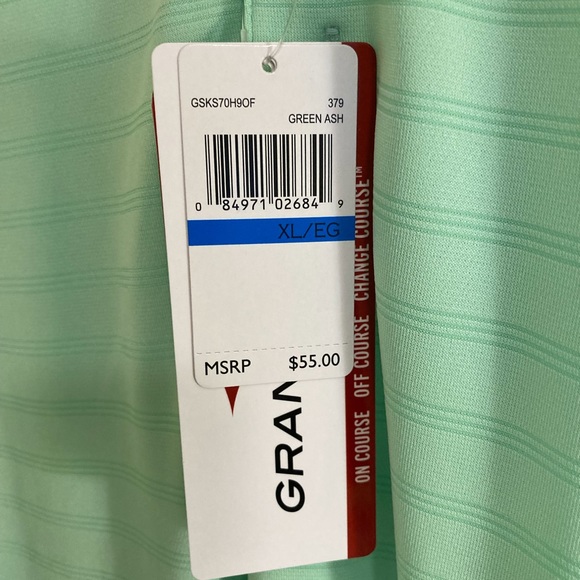 GSKS70H9OF 379
GREEN ASH
0 84971 02684 9
XL/EG
MSRP $55.00
GRAN
ON COURSE OFF COURSE CHANGE COURSE™